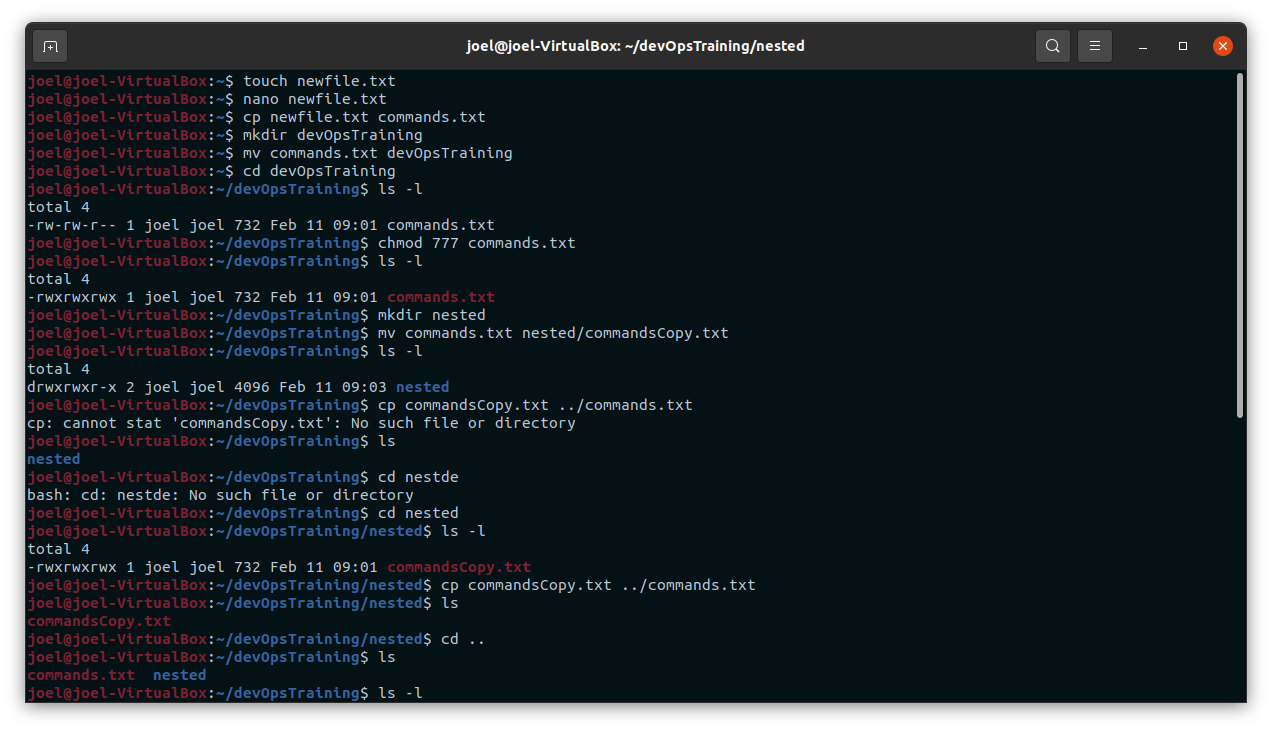 joel@joel-VirtualBox: ~/devOpsTraining/nested
joel@joel-VirtualBox:~$ touch newfile.txt
joel@joel-VirtualBox:~$ nano newfile.txt
joel@joel-VirtualBox:~$ cp newfile.txt commands.txt
joel@joel-VirtualBox:~$ mkdir devOpsTraining
joel@joel-VirtualBox:~$ mv commands.txt devOpsTraining
joel@joel-VirtualBox:~$ cd devOpsTraining
joel@joel-VirtualBox:~/devOpsTraining$ ls -l
total 4
-rw-rw-r-- 1 joel joel 732 Feb 11 09:01 commands.txt
joel@joel-VirtualBox:~/devOpsTraining$ chmod 777 commands.txt
joel@joel-VirtualBox:~/devOpsTraining$ ls -l
total 4
-rwxrwxrwx 1 joel joel 732 Feb 11 09:01 commands.txt
joel@joel-VirtualBox:~/devOpsTraining$ mkdir nested
joel@joel-VirtualBox:~/devOpsTraining$ mv commands.txt nested/commandsCopy.txt
joel@joel-VirtualBox:~/devOpsTraining$ ls -l
total 4
drwxrwxr-x 2 joel joel 4096 Feb 11 09:03 nested
joel@joel-VirtualBox:~/devOpsTraining$ cp commandsCopy.txt ../commands.txt
cp: cannot stat 'commandsCopy.txt': No such file or directory
joel@joel-VirtualBox:~/devOpsTraining$ ls
nested
joel@joel-VirtualBox:~/devOpsTraining$ cd nestde
bash: cd: nestde: No such file or directory
joel@joel-VirtualBox:~/devOpsTraining$ cd nested
joel@joel-VirtualBox:~/devOpsTraining/nested$ ls -l
total 4
-rwxrwxrwx 1 joel joel 732 Feb 11 09:01 commandsCopy.txt
joel@joel-VirtualBox:~/devOpsTraining/nested$ cp commandsCopy.txt ../commands.txt
joel@joel-VirtualBox:~/devOpsTraining/nested$ ls
commandsCopy.txt
joel@joel-VirtualBox:~/devOpsTraining/nested$ cd ..
joel@joel-VirtualBox:~/devOpsTraining$ ls
commands.txt  nested
joel@joel-VirtualBox:~/devOpsTraining$ ls -l